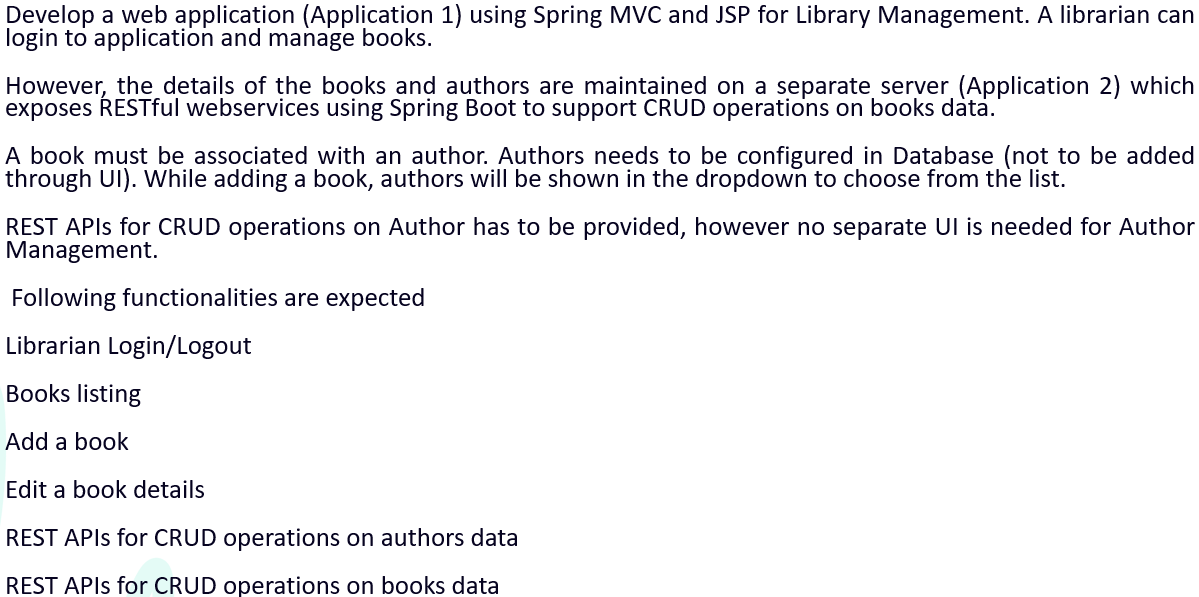 Develop a web application (Application 1) using Spring MVC and JSP for Library Management. A librarian can
login to application and manage books.
However, the details of the books and authors are maintained on a separate server (Application 2) which
exposes RESTful webservices using Spring Boot to support CRUD operations on books data.
A book must be associated with an author. Authors needs to be configured in Database (not to be added
through UI). While adding a book, authors will be shown in the dropdown to choose from the list.
REST APIs for CRUD operations on Author has to be provided, however no separate UI is needed for Author
Management.
Following functionalities are expected
Librarian Login/Logout
Books listing
Add a book
Edit a book details
REST APIs for CRUD operations on authors data
REST APIs for CRUD operations on books data